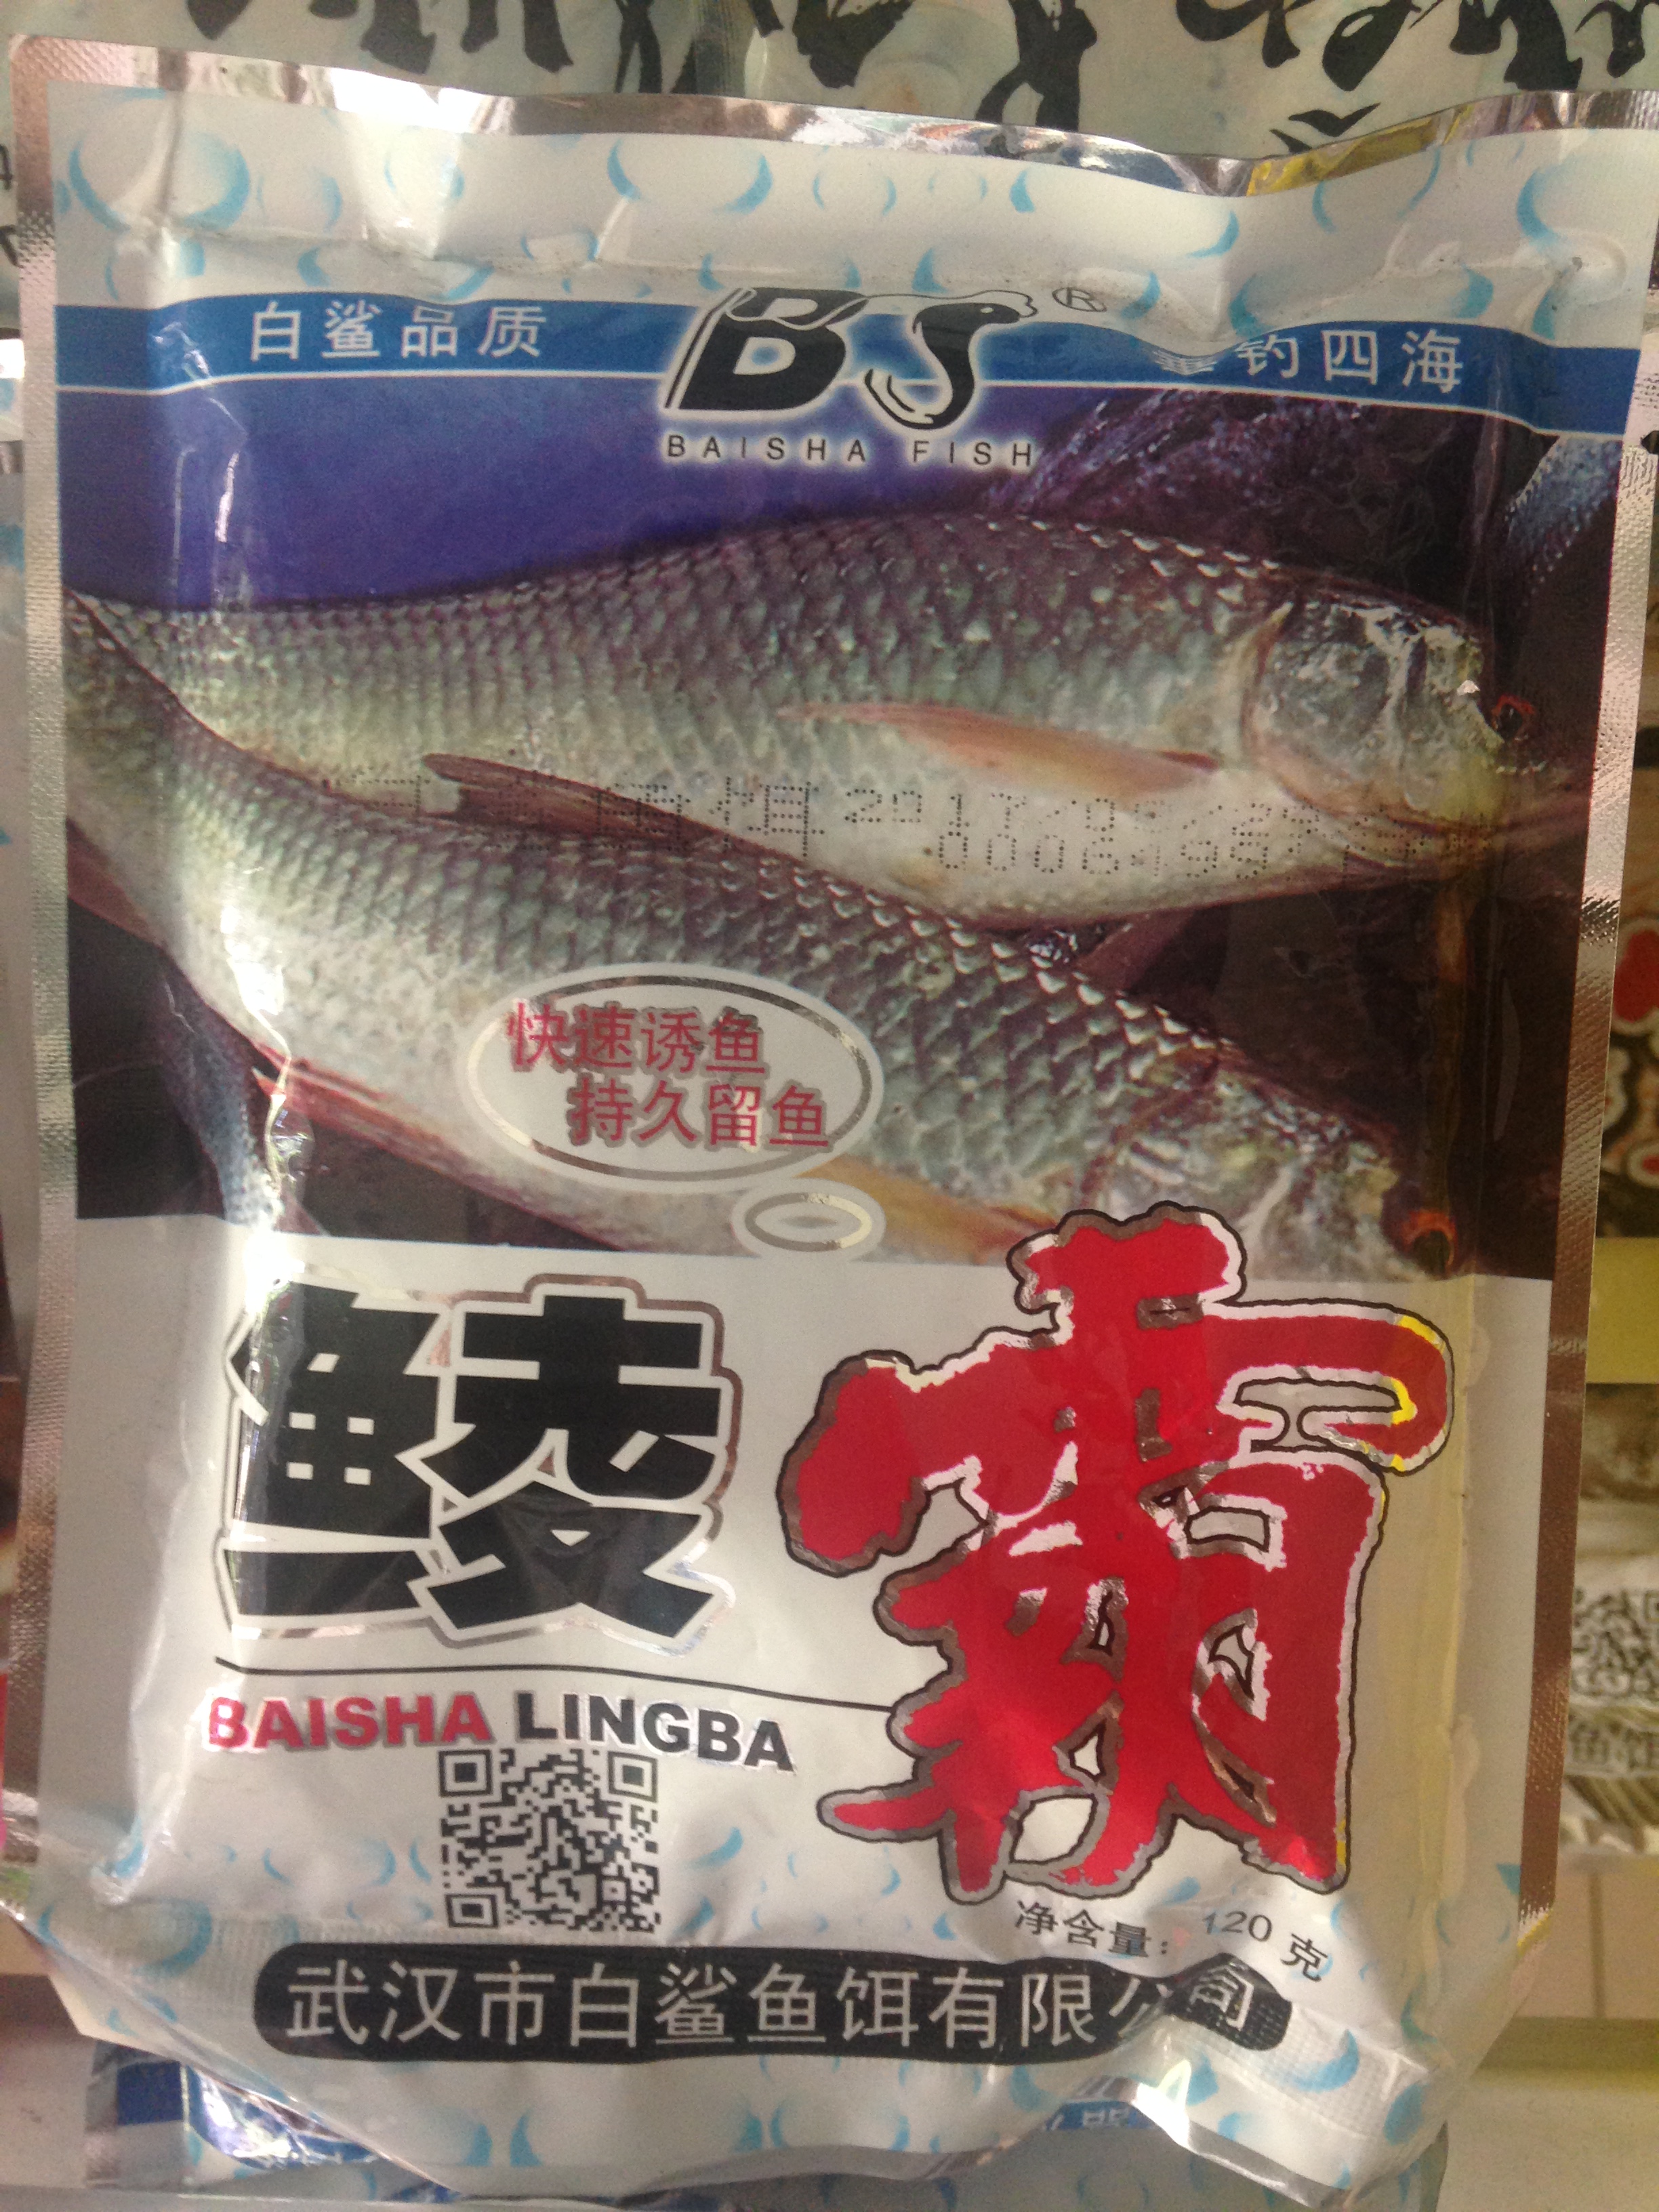 白鲨品质
BS®
垂钓四海
BAISHA FISH
快速诱鱼
持久留鱼
鲮霸
BAISHA LINGBA
净含量：120克
武汉市白鲨鱼饵有限公司